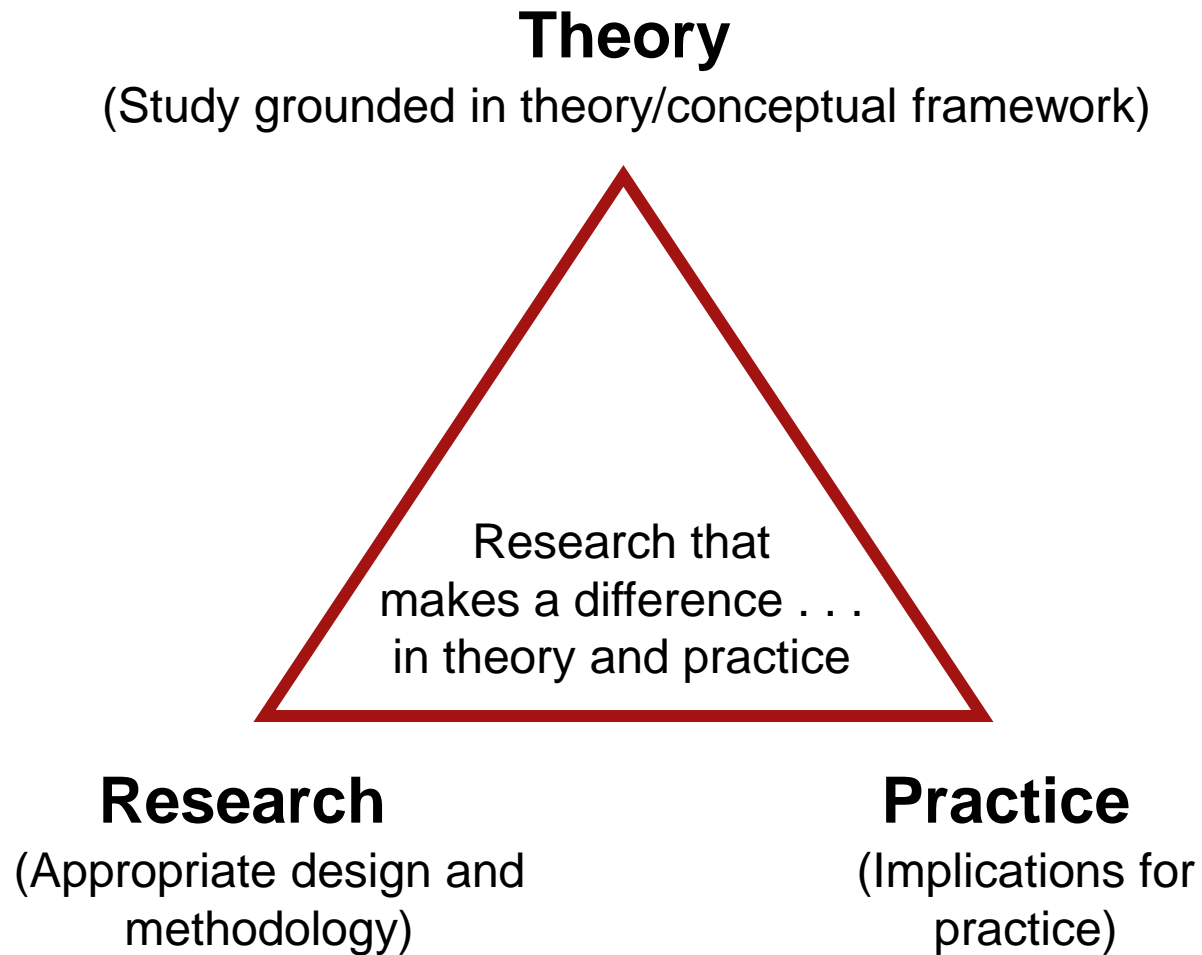 Theory
(Study grounded in theory/conceptual framework)
Research that
makes a difference . . .
in theory and practice
Research
(Appropriate design and
methodology)
Practice
(Implications for
practice)